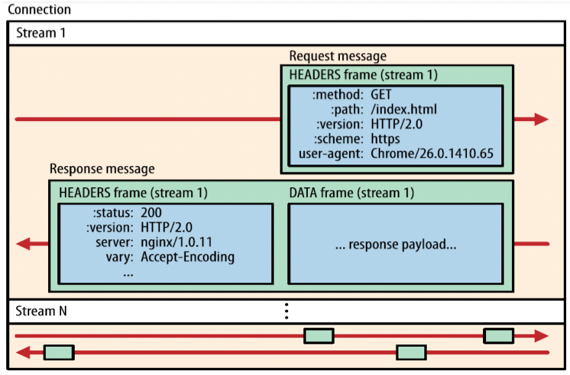 Connection
Stream 1
Request message
HEADERS frame (stream 1)
:method: GET
:path: /index.html
:version: HTTP/2.0
:scheme: https
user-agent: Chrome/26.0.1410.65
Response message
HEADERS frame (stream 1)
:status: 200
:version: HTTP/2.0
server: nginx/1.0.11
vary: Accept-Encoding
...
DATA frame (stream 1)
... response payload...
Stream N